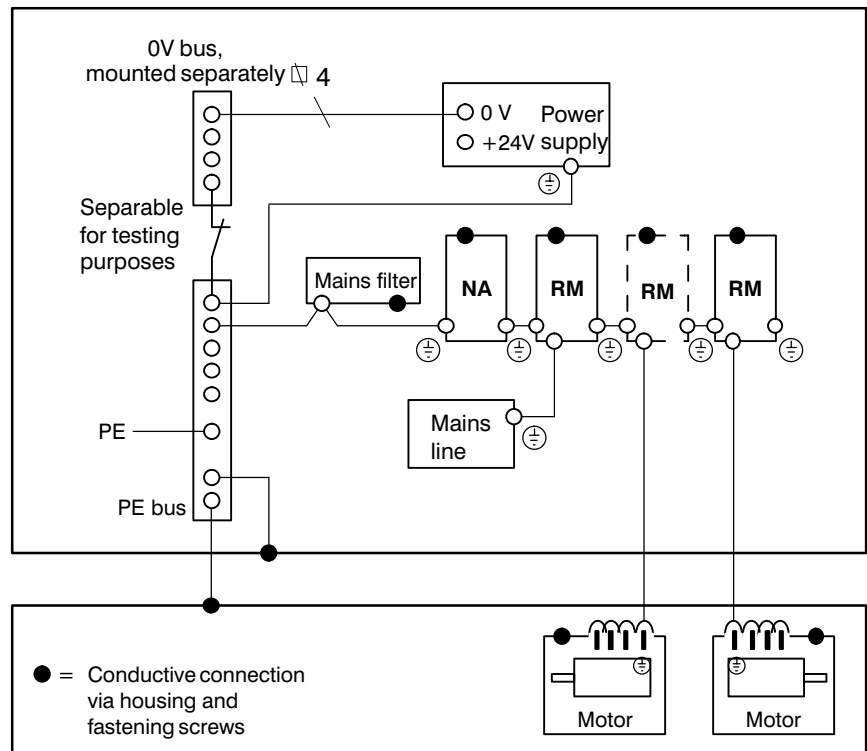 0V bus,
mounted separately 4
0 V Power
+24V supply
Separable
for testing
purposes
Mains filter
NA
RM
RM
RM
Mains
line
PE
PE bus
● = Conductive connection
via housing and
fastening screws
Motor
Motor